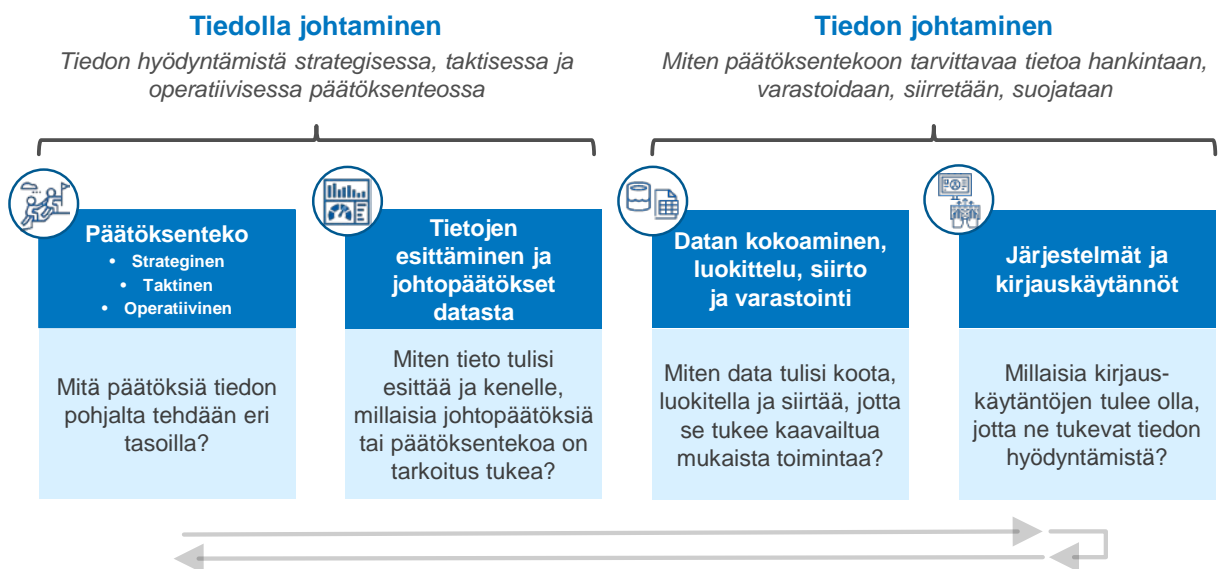 Tiedolla johtaminen
Tiedon hyödyntämistä strategisessa, taktisessa ja
operatiivisessa päätöksenteossa
Tiedon johtaminen
Miten päätöksentekoon tarvittavaa tietoa hankintaan,
varastoidaan, siirretään, suojataan
Päätöksenteko
• Strateginen
• Taktinen
• Operatiivinen
Mitä päätöksiä tiedon
pohjalta tehdään eri
tasoilla?
Tietojen
esittäminen ja
johtopäätökset
datasta
Miten tieto tulisi
esittää ja kenelle,
millaisia johtopäätöksiä
tai päätöksentekoa on
tarkoitus tukea?
Datan kokoaminen,
luokittelu, siirto
ja varastointi
Miten data tulisi koota,
luokitella ja siirtää, jotta
se tukee kaavailtua
mukaista toimintaa?
Järjestelmät ja
kirjauskäytännöt
Millaisia kirjaus-
käytäntöjen tulee olla,
jotta ne tukevat tiedon
hyödyntämistä?